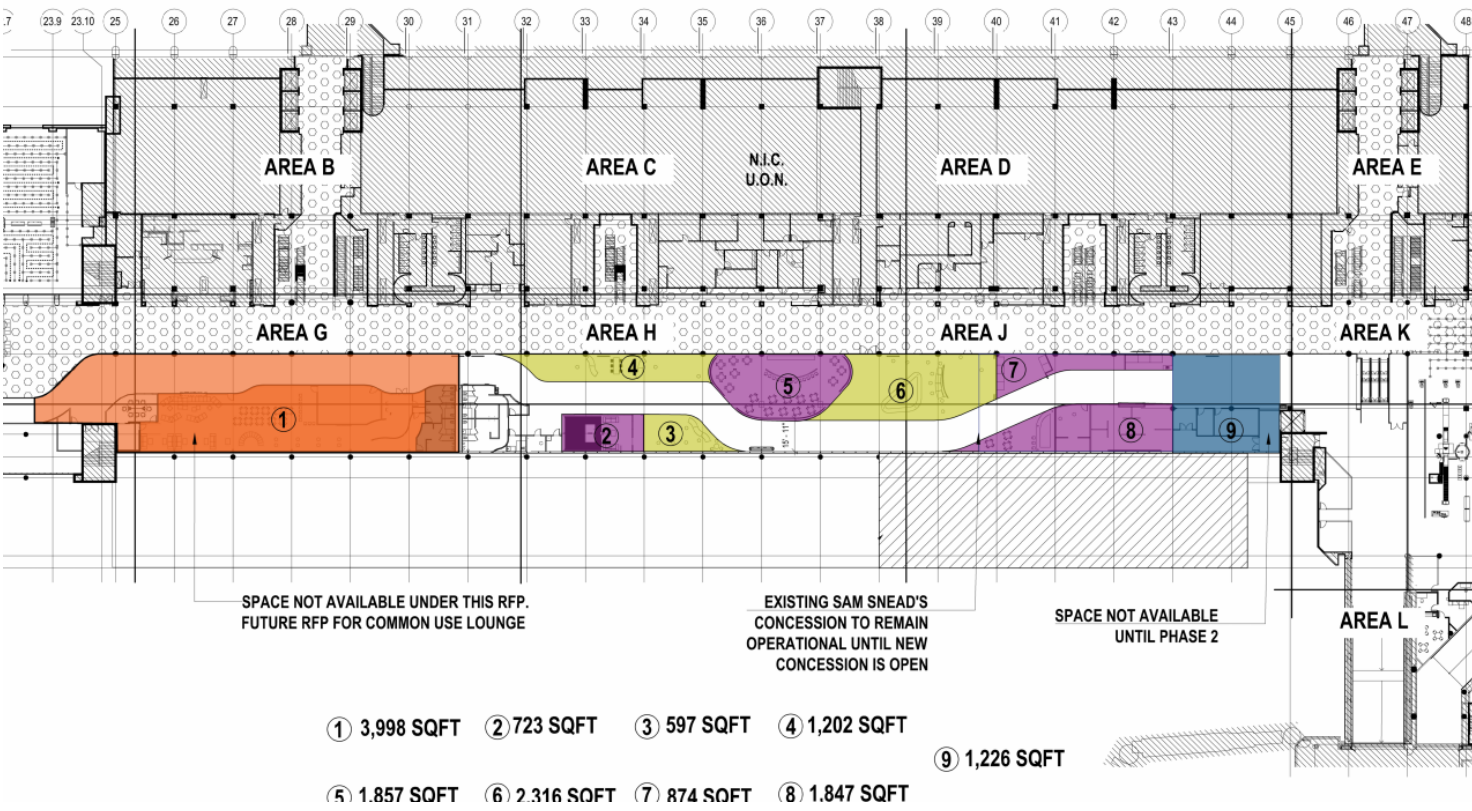 .7 23.9 23.10 25 26 27 28 29 30 31 32 33 34 35 36 37 38 39 40 41 42 43 44 45 46 47 48
AREA B AREA C N.I.C. AREA D AREA E
U.O.N.
AREA G AREA H AREA J AREA K
4 5 6 7
1 2 3 8 9
15' - 11"
SPACE NOT AVAILABLE UNDER THIS RFP.
FUTURE RFP FOR COMMON USE LOUNGE
EXISTING SAM SNEAD'S
CONCESSION TO REMAIN
OPERATIONAL UNTIL NEW
CONCESSION IS OPEN
SPACE NOT AVAILABLE
UNTIL PHASE 2
AREA L
1 3,998 SQFT 2 723 SQFT 3 597 SQFT 4 1,202 SQFT
9 1,226 SQFT
5 1,857 SQFT 6 2,316 SQFT 7 874 SQFT 8 1,847 SQFT